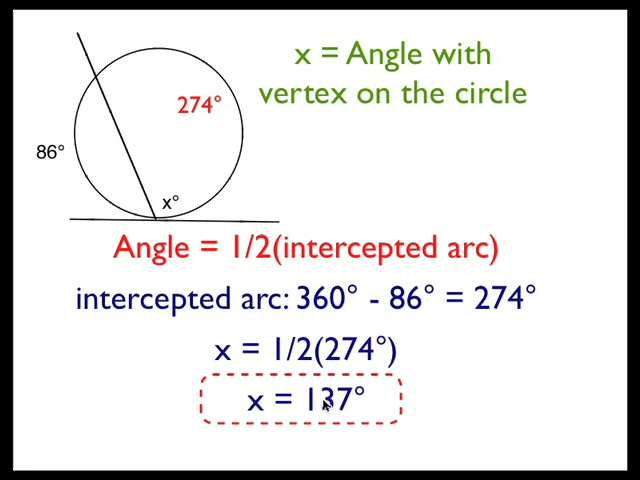 x = Angle with
vertex on the circle
274°
86°
x°
Angle = 1/2(intercepted arc)
intercepted arc: 360° - 86° = 274°
x = 1/2(274°)
x = 137°